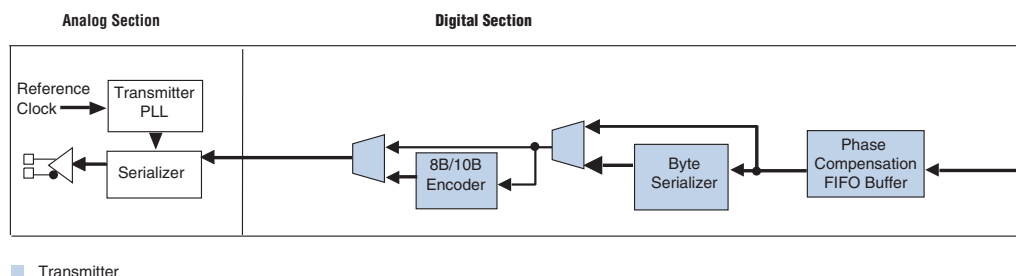 Analog Section
Digital Section
Reference
Clock
Transmitter
PLL
Serializer
8B/10B
Encoder
Byte
Serializer
Phase
Compensation
FIFO Buffer
Transmitter